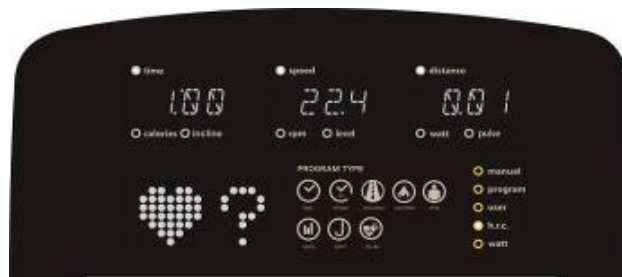 time speed distance
1:00 22.4 0.01
calories incline rpm level watt pulse
PROGRAM TYPE
manual
program
user
h.r.c.
watt
?